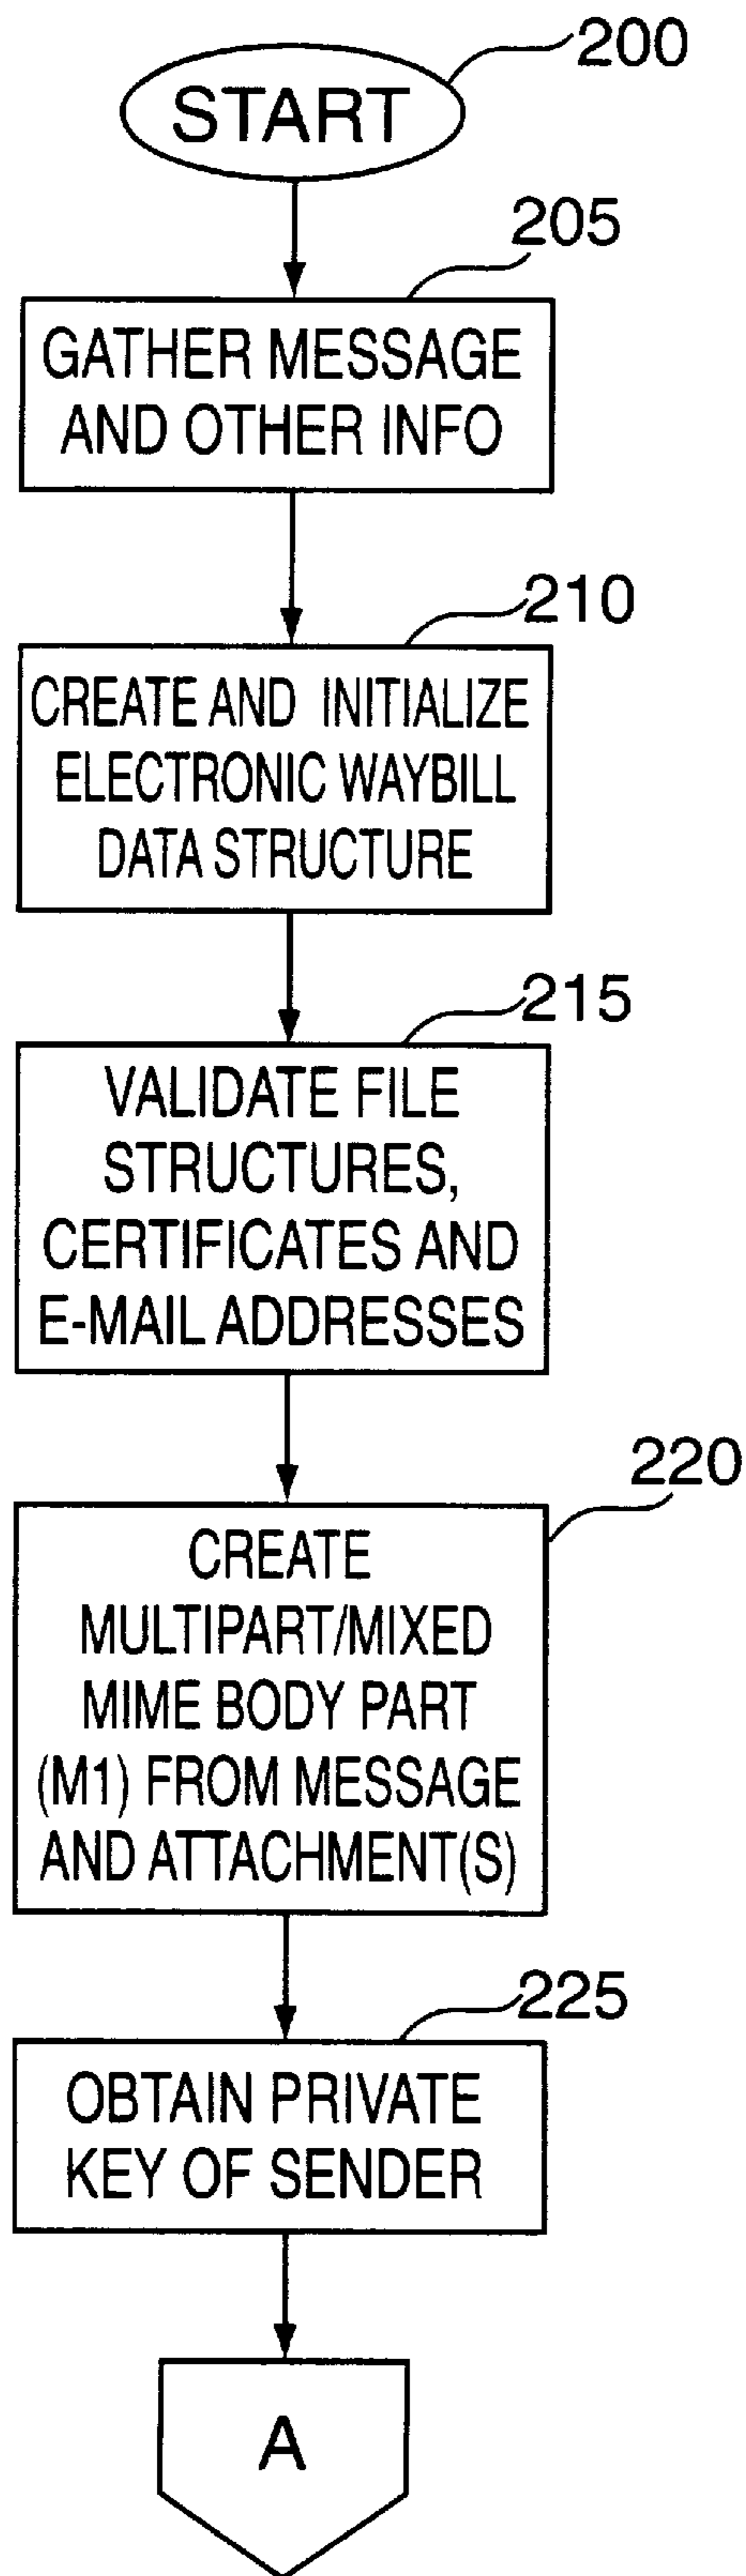 200
START
205
GATHER MESSAGE
AND OTHER INFO
210
CREATE AND INITIALIZE
ELECTRONIC WAYBILL
DATA STRUCTURE
215
VALIDATE FILE
STRUCTURES,
CERTIFICATES AND
E-MAIL ADDRESSES
220
CREATE
MULTIPART/MIXED
MIME BODY PART
(M1) FROM MESSAGE
AND ATTACHMENT(S)
225
OBTAIN PRIVATE
KEY OF SENDER
A